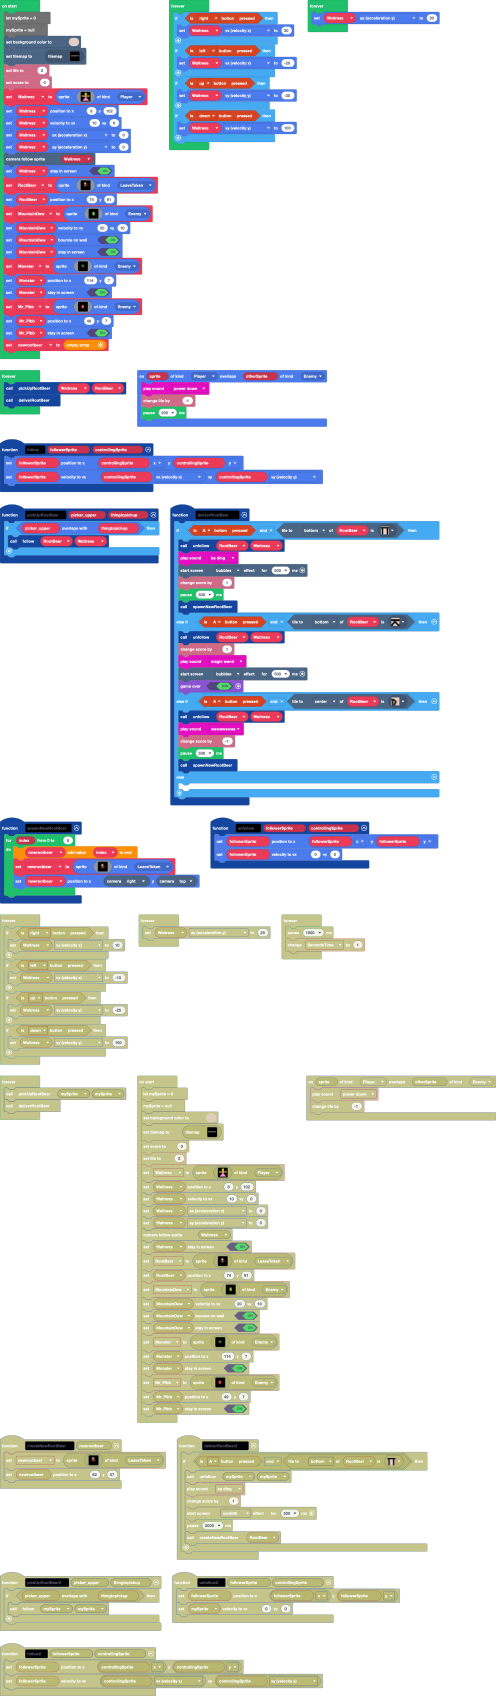 on start
let mySprite = 0
mySprite = null
set background color to
set tilemap to tilemap
set life to 3
set score to 0
set Waitress to sprite of kind Player
set Waitress position to x 8 y 102
set Waitress velocity to vx 10 vy 0
set Waitress ax (acceleration x) to 0
set Waitress ay (acceleration y) to 0
camera follow sprite Waitress
set Waitress stay in screen
set RootBeer to sprite of kind LeaveToken
set RootBeer position to x 74 y 81
set MountainDew to sprite of kind Enemy
set MountainDew velocity to vx 20 vy 10
set MountainDew bounce on wall
set MountainDew stay in screen
set Monster to sprite of kind Enemy
set Monster position to x 114 y 7
set Monster stay in screen
set Mr_Pibb to sprite of kind Enemy
set Mr_Pibb position to x 40 y 7
set Mr_Pibb stay in screen
set newrootbeer to empty array
forever
if is right button pressed then
set Waitress vx (velocity x) to 20
if is left button pressed then
set Waitress vx (velocity x) to -20
if is up button pressed then
set Waitress vy (velocity y) to -30
if is down button pressed then
set Waitress vy (velocity y) to 100
forever
set Waitress ay (acceleration y) to 80
forever
call pickUpRootBeer Waitress RootBeer
call deliverRootBeer
on sprite of kind Player overlaps otherSprite of kind Enemy
play sound power down
change life by -1
pause 200 ms
function follow followerSprite controllingSprite
set followerSprite position to x controllingSprite x y controllingSprite y
set followerSprite velocity to vx controllingSprite vx (velocity x) vy controllingSprite vy (velocity y)
function pickUpRootBeer picker_upper thingtopickup
if picker_upper overlaps with thingtopickup then
call follow RootBeer Waitress
function deliverRootBeer
if is A button pressed and tile to bottom of RootBeer is then
call unfollow RootBeer Waitress
play sound ba ding
start screen bubbles effect for 500 ms
change score by 1
pause 500 ms
call spawnNewRootBeer
else if is A button pressed and tile to bottom of RootBeer is then
call unfollow RootBeer Waitress
change score by 1
play sound magic wand
start screen bubbles effect for 500 ms
game over
else if is A button pressed and tile to center of RootBeer is then
call unfollow RootBeer Waitress
play sound wawawawaa
change score by -1
pause 500 ms
call spawnNewRootBeer
else
function spawnNewRootBeer
for index from 0 to
do newrootbeer add value index to end
set newrootbeer to sprite of kind LeaveToken
set newrootbeer position to x camera right y camera top
function unfollow followerSprite controllingSprite
set followerSprite position to x followerSprite x y followerSprite y
set followerSprite velocity to vx 0 vy 0
forever
if is right button pressed then
set Waitress vx (velocity x) to 10
if is left button pressed then
set Waitress vx (velocity x) to -10
if is up button pressed then
set Waitress vy (velocity y) to -25
if is down button pressed then
set Waitress vy (velocity y) to 100
forever
set Waitress ay (acceleration y) to 25
forever
pause 1000 ms
change SecondsTime by 1
forever
call pickUpRootBeer mySprite mySprite
call deliverRootBeer
on start
let mySprite = 0
mySprite = null
set background color to
set tilemap to tilemap
set score to 0
set life to
set Waitress to sprite of kind Player
set Waitress position to x 8 y 102
set Waitress velocity to vx 10 vy 0
set Waitress ax (acceleration x) to 0
set Waitress ay (acceleration y) to 0
camera follow sprite Waitress
set Waitress stay in screen
set RootBeer to sprite of kind LeaveToken
set RootBeer position to x 74 y 81
set MountainDew to sprite of kind Enemy
set MountainDew velocity to vx 20 vy 10
set MountainDew bounce on wall
set MountainDew stay in screen
set Monster to sprite of kind Enemy
set Monster position to x 114 y 7
set Monster stay in screen
set Mr_Pibb to sprite of kind Enemy
set Mr_Pibb position to x 40 y 7
set Mr_Pibb stay in screen
on sprite of kind Player overlaps otherSprite of kind Enemy
play sound power down
change life by -1
function createNewRootBeer newrootbeer
set newrootbeer to sprite of kind LeaveToken
set newrootbeer position to x 82 y 87
function deliverRootBeer2
if is A button pressed and tile to bottom of RootBeer is then
call unfollow mySprite mySprite
play sound ba ding
change score by 1
start screen confetti effect for 500 ms
pause 2000 ms
call createNewRootBeer RootBeer
function pickUpRootBeer2 picker_upper thingtopickup
if picker_upper overlaps with thingtopickup then
call follow mySprite mySprite
function unfollow2 followerSprite controllingSprite
set followerSprite position to x followerSprite x y followerSprite y
set mySprite velocity to vx 0 vy 0
function follow2 followerSprite controllingSprite
set followerSprite position to x controllingSprite x y controllingSprite y
set followerSprite velocity to vx controllingSprite vx (velocity x) vy controllingSprite vy (velocity y)